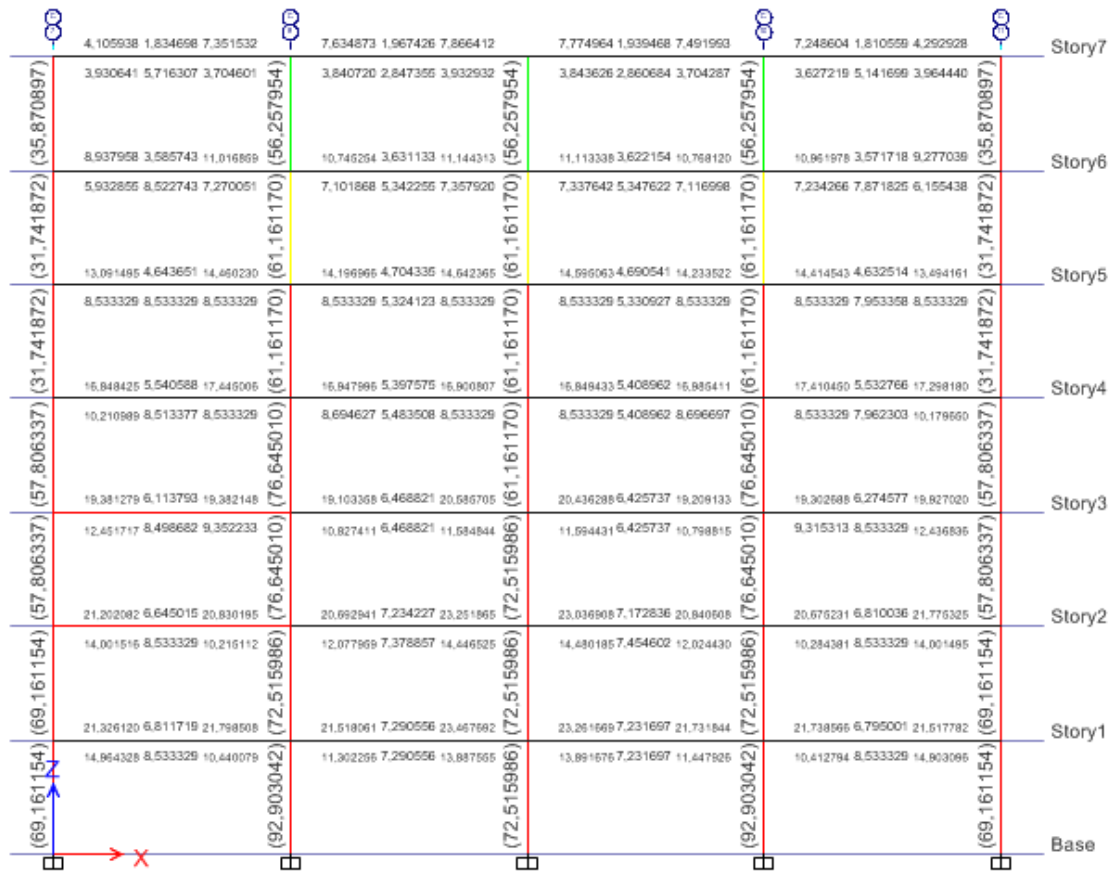 4,105938 1,834698 7,351532 7,634873 1,967426 7,866412 7,774964 1,939468 7,491993 7,248604 1,810559 4,292928 Story7
3,930641 5,716307 3,704601 3,840720 2,847355 3,932932 3,843626 2,860684 3,704287 3,627219 5,141699 3,964440
(35,870897) (56,257954) (56,257954) (56,257954) (35,870897)
8,937958 3,585743 11,016859 10,745254 3,631133 11,144313 11,113338 3,622154 10,768120 10,961978 3,571718 9,277039 Story6
5,932855 8,522743 7,270051 7,101868 5,342255 7,357920 7,337642 5,347622 7,116998 7,234266 7,871825 6,155438
(31,741872) (61,161170) (61,161170) (61,161170) (31,741872)
13,091495 4,643651 14,460230 14,196965 4,704335 14,642365 14,595063 4,690541 14,233522 14,414543 4,632514 13,494161 Story5
8,533329 8,533329 8,533329 8,533329 5,324123 8,533329 8,533329 5,330927 8,533329 8,533329 7,953358 8,533329
(31,741872) (61,161170) (61,161170) (61,161170) (31,741872)
16,848425 5,540588 17,445006 16,947996 5,397575 16,900807 16,849433 5,408962 16,985411 17,410450 5,532766 17,298180 Story4
10,210989 8,513377 8,533329 8,694627 5,483508 8,533329 8,533329 5,408962 8,696697 8,533329 7,962303 10,179650
(57,806337) (76,645010) (61,161170) (76,645010) (57,806337)
19,381279 6,113793 19,382148 19,103358 6,468821 20,585705 20,436288 6,425737 19,209133 19,302688 6,274577 19,927020 Story3
12,451717 8,498682 9,352233 10,827411 6,468821 11,584844 11,594431 6,425737 10,798815 9,315313 8,533329 12,436836
(57,806337) (76,645010) (72,515986) (76,645010) (57,806337)
21,202082 6,645015 20,830195 20,692941 7,234227 23,251865 23,036908 7,172836 20,840608 20,675231 6,810036 21,775325 Story2
14,001516 8,533329 10,215112 12,077959 7,378857 14,446525 14,480185 7,454602 12,024430 10,284381 8,533329 14,001495
(69,161154) (72,515986) (72,515986) (72,515986) (69,161154)
21,326120 6,811719 21,798508 21,518061 7,290556 23,467692 23,261669 7,231697 21,731844 21,738566 6,795001 21,517782 Story1
14,964328 8,533329 10,440079 11,302256 7,290556 13,887565 13,891676 7,231697 11,447926 10,412794 8,533329 14,903096
(69,161154) (92,903042) (72,515986) (92,903042) (69,161154)
Z
X
Base